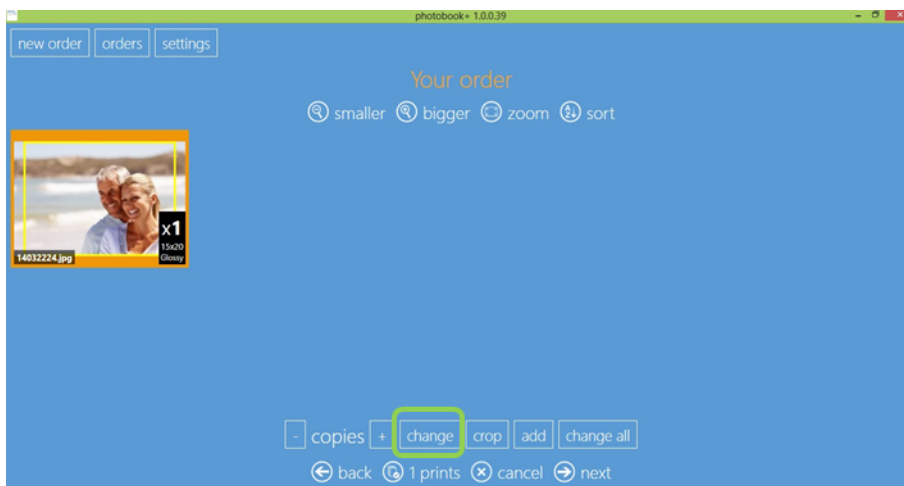 photobook+ 1.0.0.39
new order orders settings
Your order
smaller bigger zoom sort
x1
15x20
14032224.jpg Glossy
- copies + change crop add change all
back 1 prints cancel next